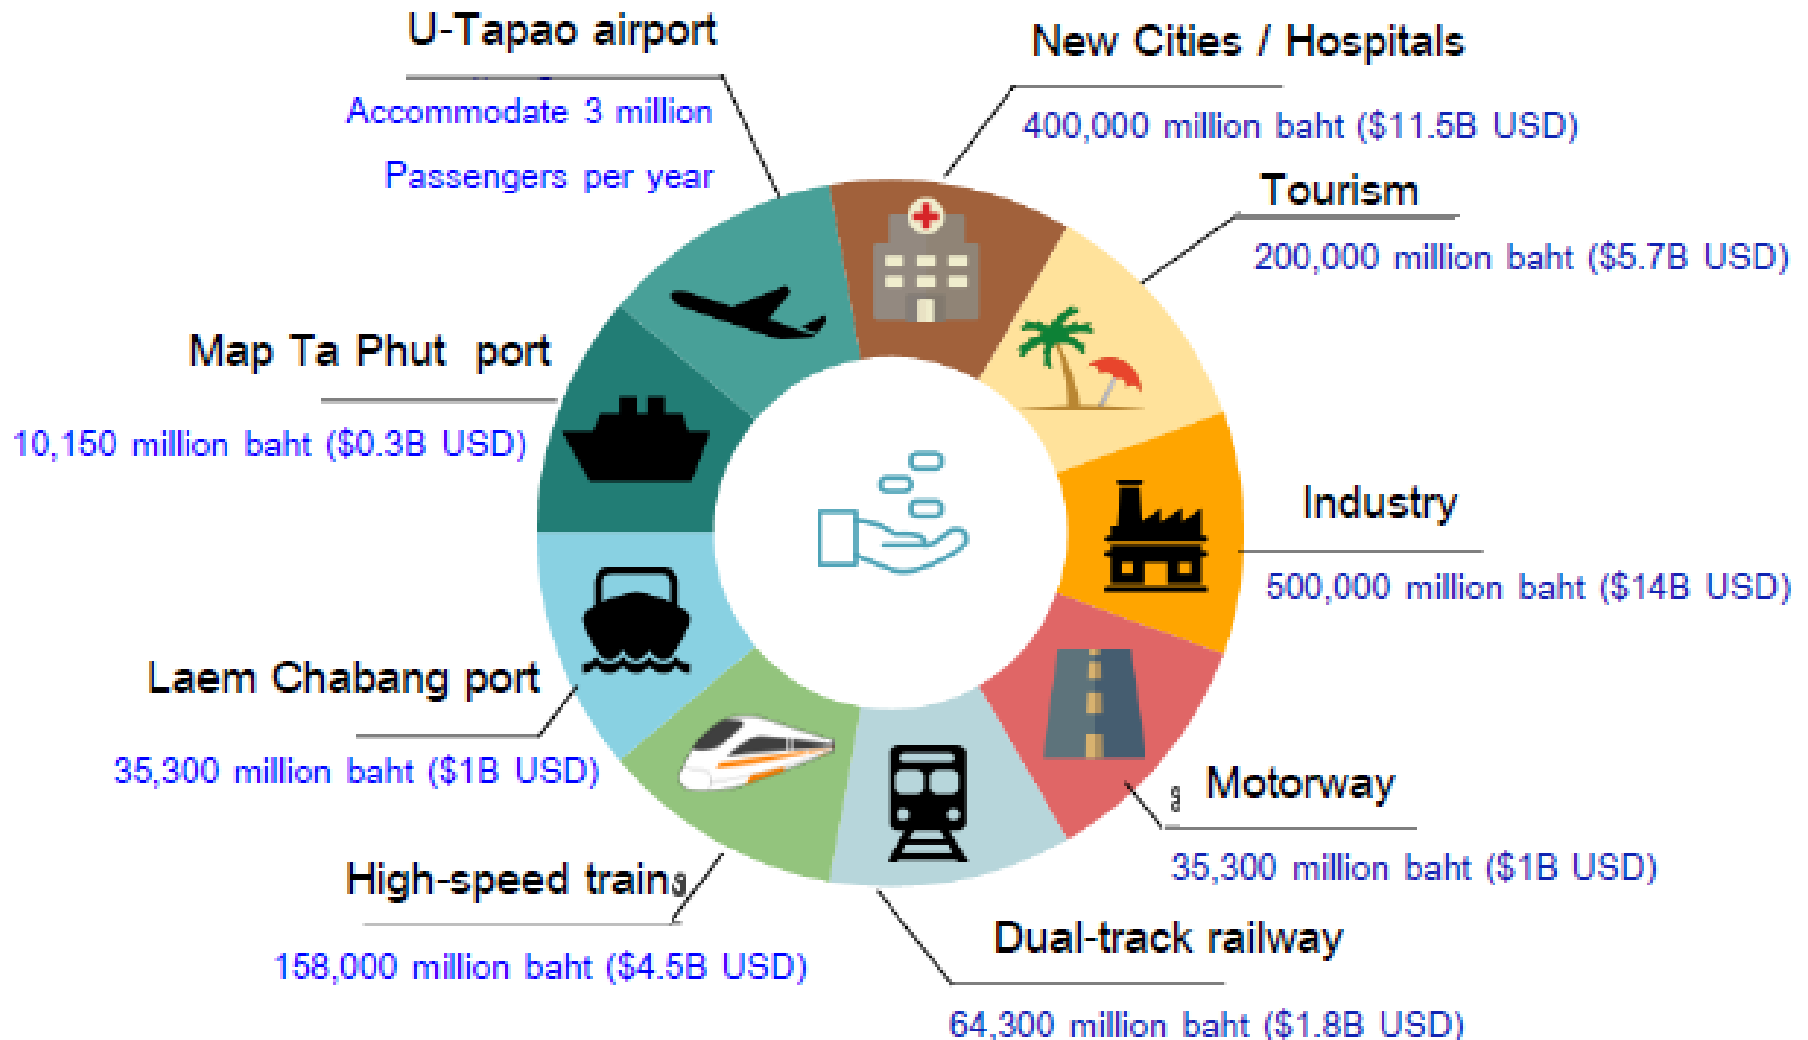 U-Tapao airport
Accommodate 3 million
Passengers per year
New Cities / Hospitals
400,000 million baht ($11.5B USD)
Tourism
200,000 million baht ($5.7B USD)
Map Ta Phut port
10,150 million baht ($0.3B USD)
Industry
500,000 million baht ($14B USD)
Laem Chabang port
35,300 million baht ($1B USD)
Motorway
35,300 million baht ($1B USD)
High-speed train
158,000 million baht ($4.5B USD)
Dual-track railway
64,300 million baht ($1.8B USD)